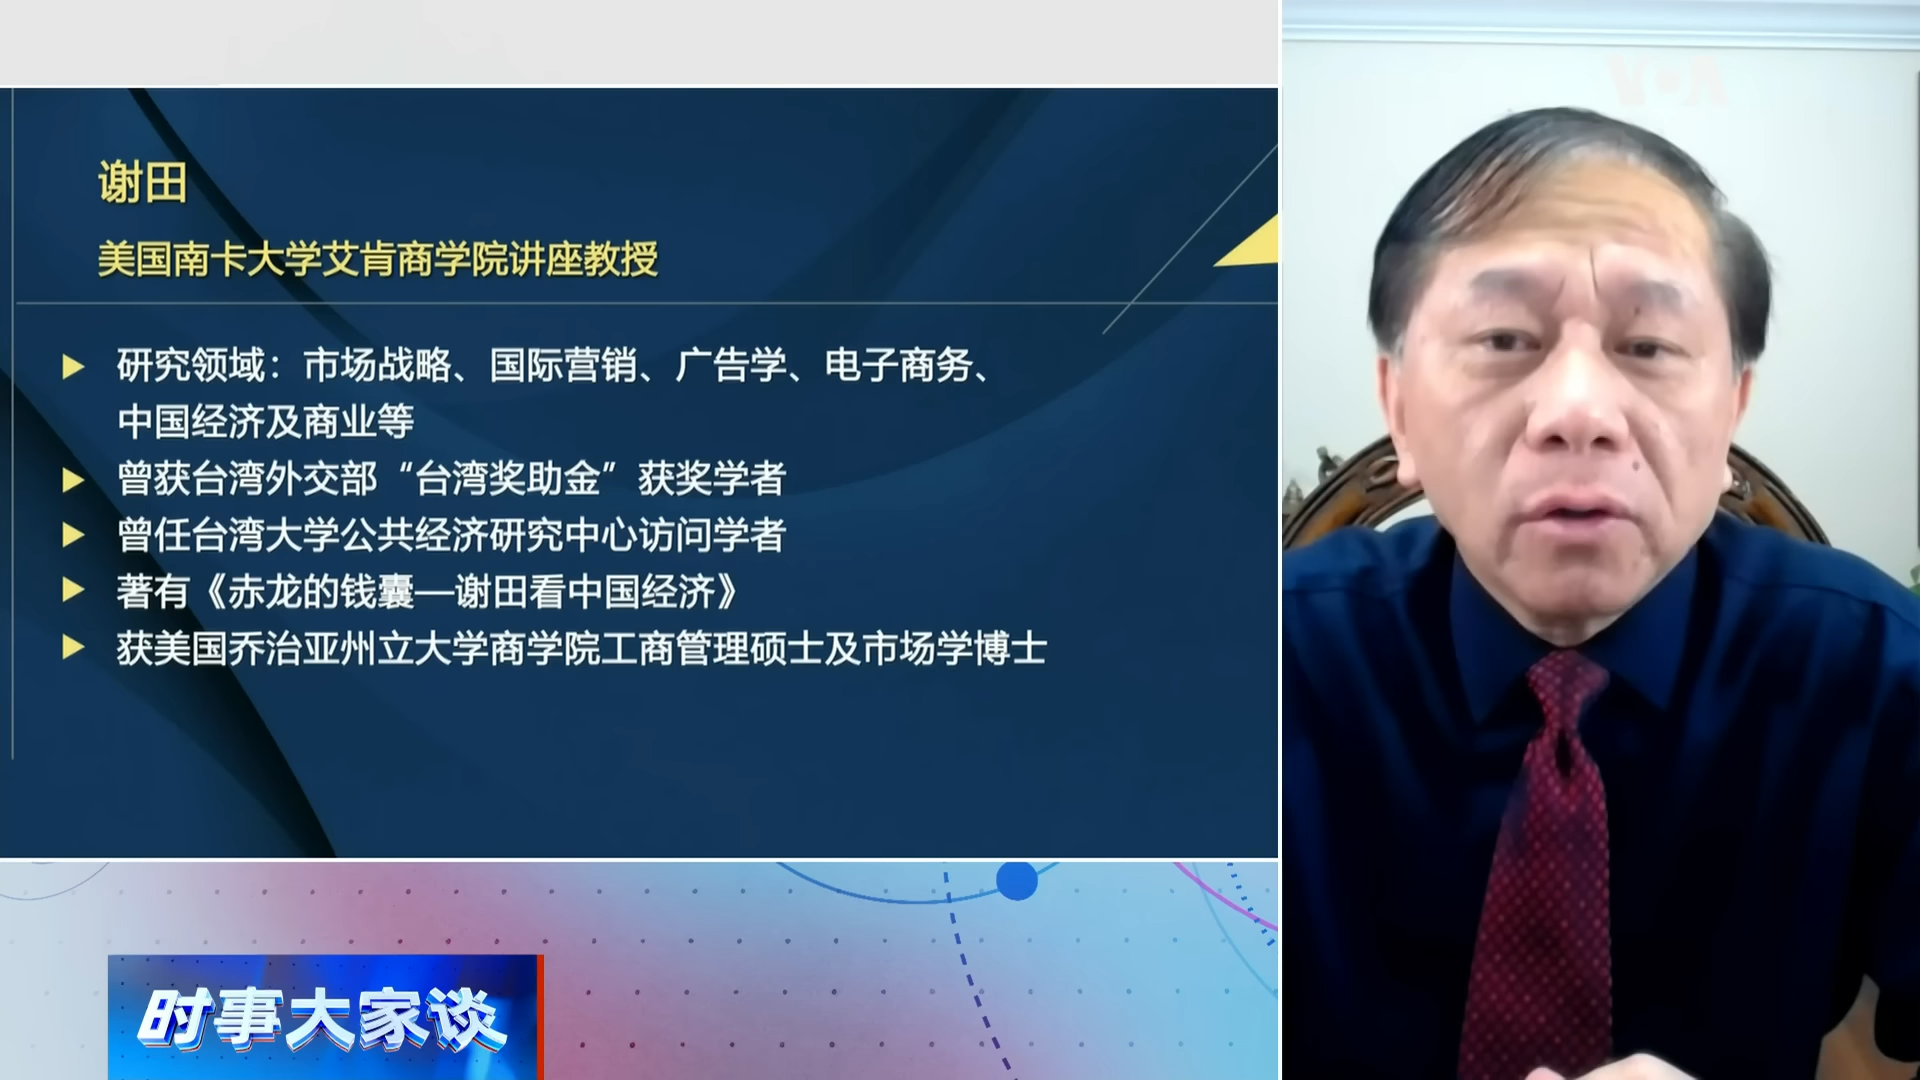 谢田
美国南卡大学艾肯商学院讲座教授
研究领域：市场战略、国际营销、广告学、电子商务、
中国经济及商业等
曾获台湾外交部“台湾奖助金”获奖学者
曾任台湾大学公共经济研究中心访问学者
著有《赤龙的钱囊—谢田看中国经济》
获美国乔治亚州立大学商学院工商管理硕士及市场学博士
时事大家谈
VOA